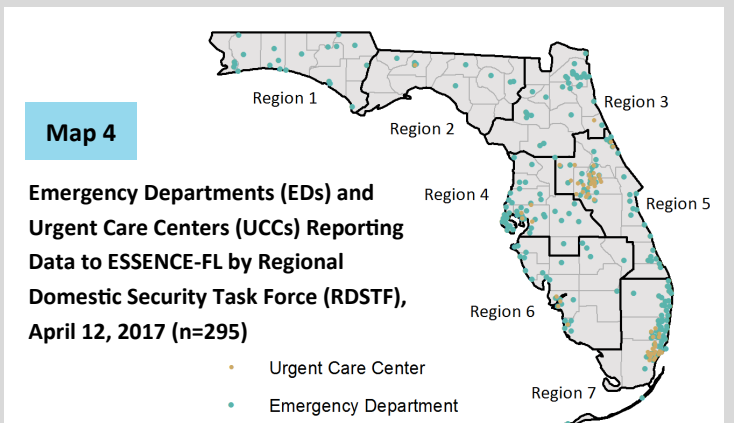 Region 1
Region 2
Region 3
Map 4
Region 4
Region 5
Emergency Departments (EDs) and
Urgent Care Centers (UCCs) Reporting
Data to ESSENCE-FL by Regional
Domestic Security Task Force (RDSTF),
April 12, 2017 (n=295)
Region 6
Urgent Care Center
Region 7
Emergency Department